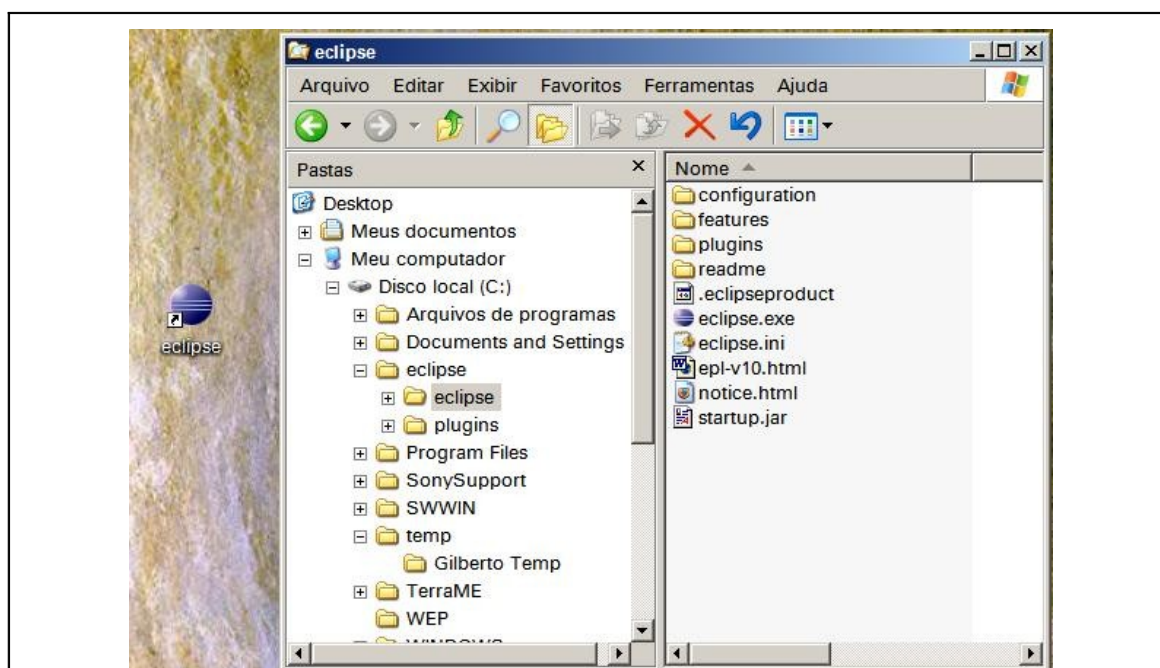 eclipse
Arquivo Editar Exibir Favoritos Ferramentas Ajuda
Pastas
Desktop
Meus documentos
Meu computador
Disco local (C:)
Arquivos de programas
Documents and Settings
eclipse
eclipse
plugins
Program Files
SonySupport
SWWIN
temp
Gilberto Temp
TerraME
WEP
Nome
configuration
features
plugins
readme
.eclipseproduct
eclipse.exe
eclipse.ini
epl-v10.html
notice.html
startup.jar
eclipse